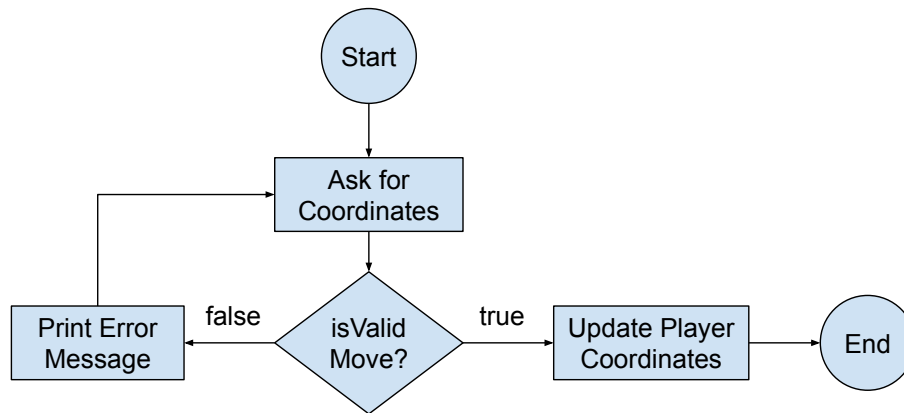 Start
Ask for
Coordinates
false
isValid
Move?
true
Print Error
Message
Update Player
Coordinates
End